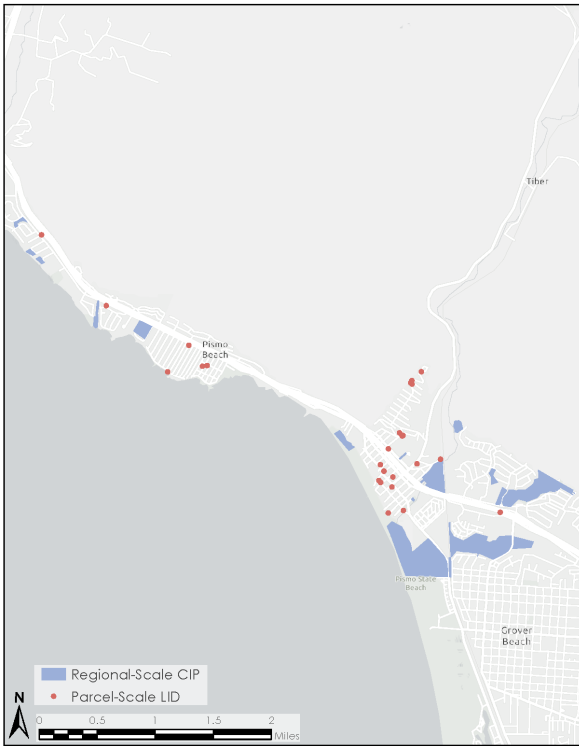 Tiber
Pismo
Beach
Pismo State
Beach
Grover
Beach
Regional-Scale CIP
Parcel-Scale LID
N
0 0.5 1 1.5 2
Miles